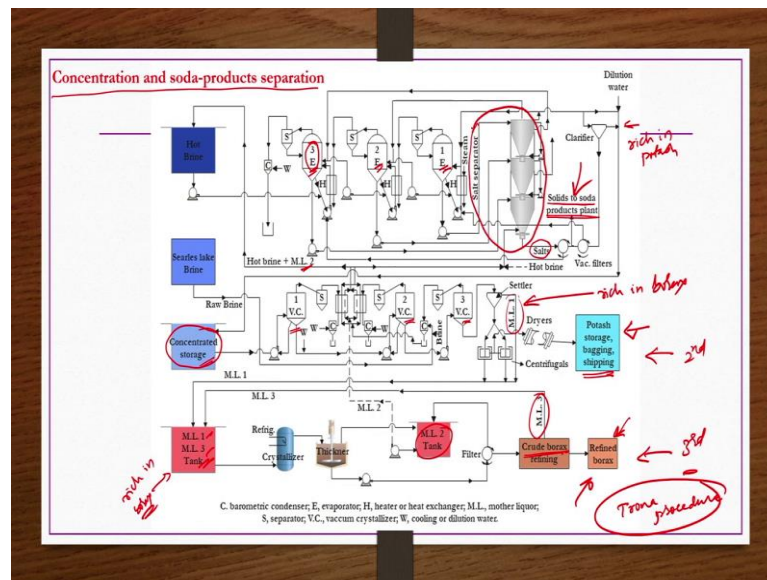 Concentration and soda-products separation
Dilution
water
Hot
Brine
S
S
S
3
E
2
E
1
E
C
W
H
H
H
Steam
Salt separator
Clarifier
rich in
potash
Solids to soda
products plant
Salts
Vac. filters
Hot brine + M.L. 2
Hot brine
Searles lake
Brine
Raw Brine
Concentrated
storage
1
V.C.
S
W
C
C
W
S
2
V.C.
C
Bine
S
3
V.C.
Settler
M.L. 1
rich in borax
Dryers
Centrifugals
Potash
storage,
bagging,
shipping
2nd
M.L. 1
M.L. 3
M.L. 2
M.L. 1
M.L. 3
Tank
rich in
Refrig.
Crystallizer
Thickner
M.L. 2
Tank
Filter
Crude borax
refining
Refined
borax
3rd
Trona
procedure
C. barometric condenser; E, evaporator; H, heater or heat exchanger; M.L., mother liquor;
S, separator; V.C., vaccum crystallizer; W, cooling or dilution water.